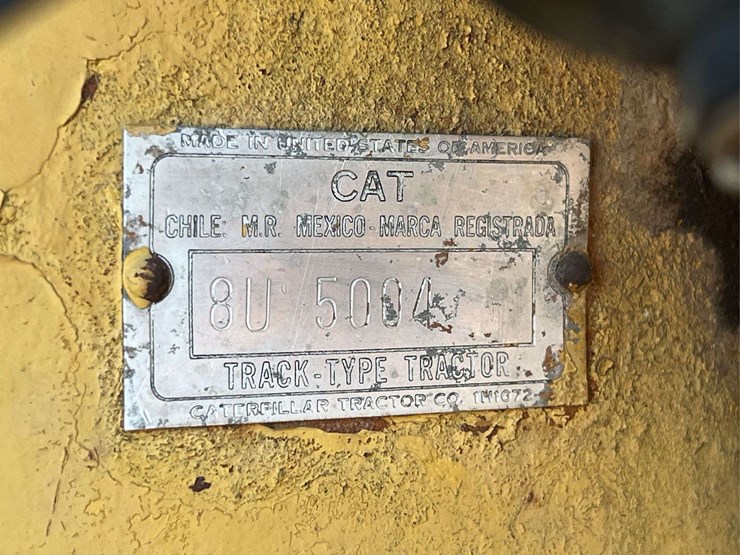 MADE IN UNITED STATES OF AMERICA
CAT
CHILE: M.R. MEXICO-MARCA REGISTRADA
8U 5004
TRACK-TYPE TRACTOR
CATERPILLAR TRACTOR CO. 1H1672